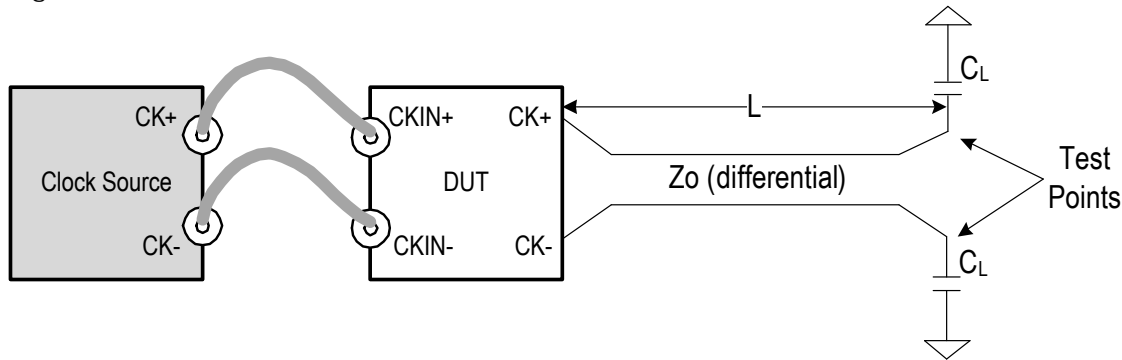 CK+
CK-
Clock Source
CKIN+
CKIN-
DUT
CK+
CK-
L
Zo (differential)
CL
CL
Test
Points